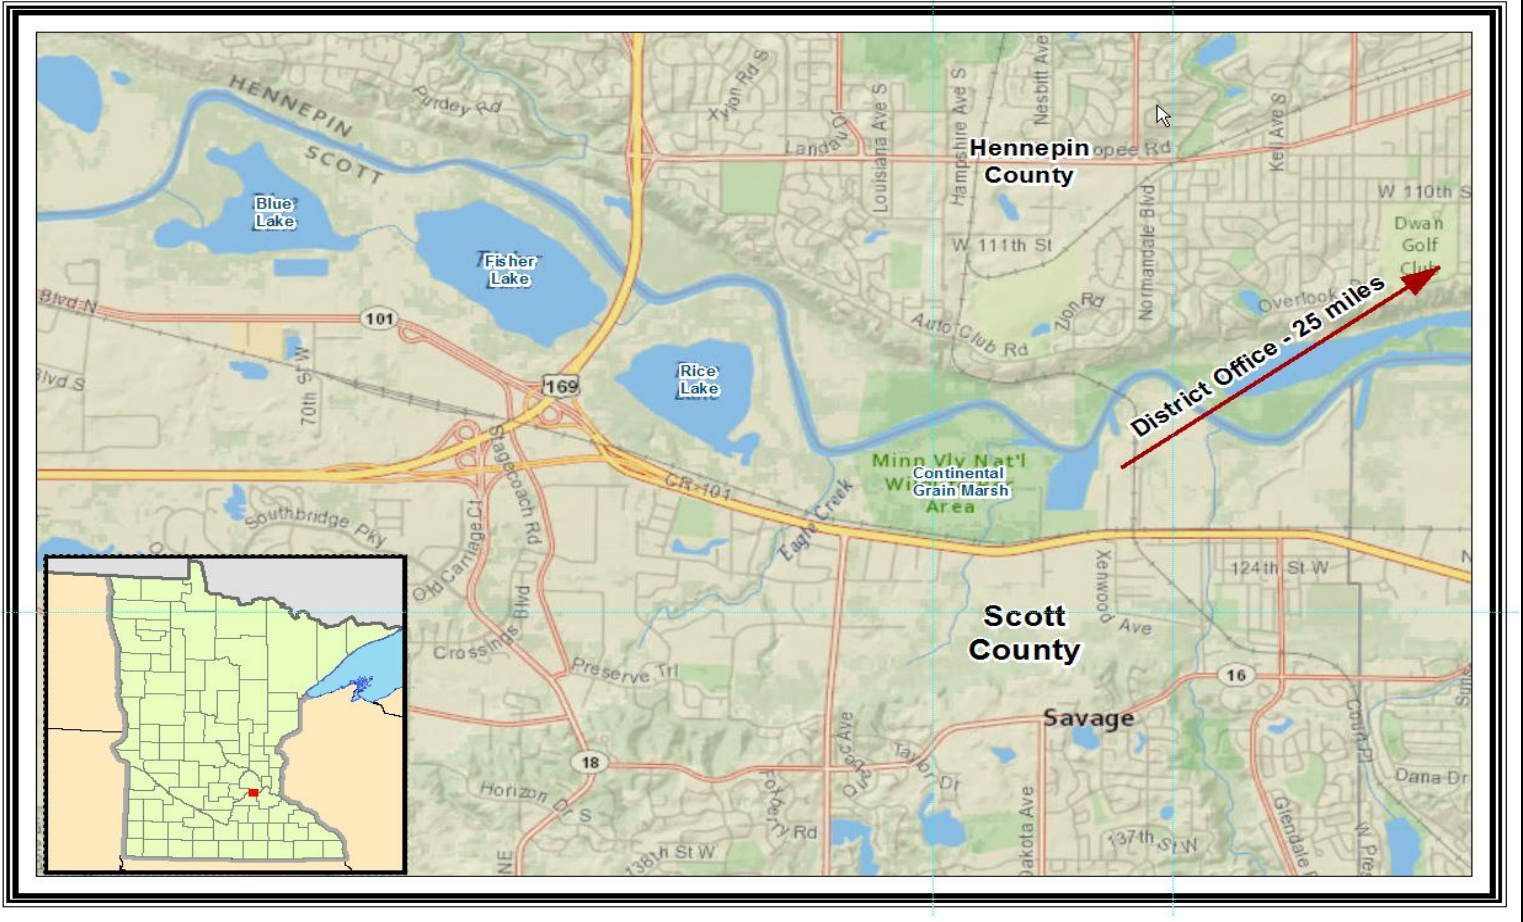 HENNEPIN
SCOTT
Purdey Rd
Xylon Rd S
Landau Dr
Louisiana Ave S
Hampshire Ave S
Nesbitt Ave
Hennepin
County
opee Rd
Kell Ave S
W 110th S
Blue
Lake
Fisher
Lake
W 111th St
Normandale Blvd
Dwan
Golf
Club
Blvd N
101
Auto Club Rd
Zion Rd
Overlook
District Office - 25 miles
Blvd S
70th St W
169
Rice
Lake
Stagecoach Rd
CR-101
Minn Vly Nat'l
Area
Continental
Grain Marsh
Eagle Creek
Southbridge Pky
Old Carriage Ct
Xenwood Ave
124th St W
N
Scott
County
Crossings Blvd
Preserve Trl
16
Savage
18
Taylor Dr
Court Pl
Dana Dr
Horizon Dr S
Foxberry Rd
Dakota Ave
137th St W
Glendale
W Pres
138th St W
NE